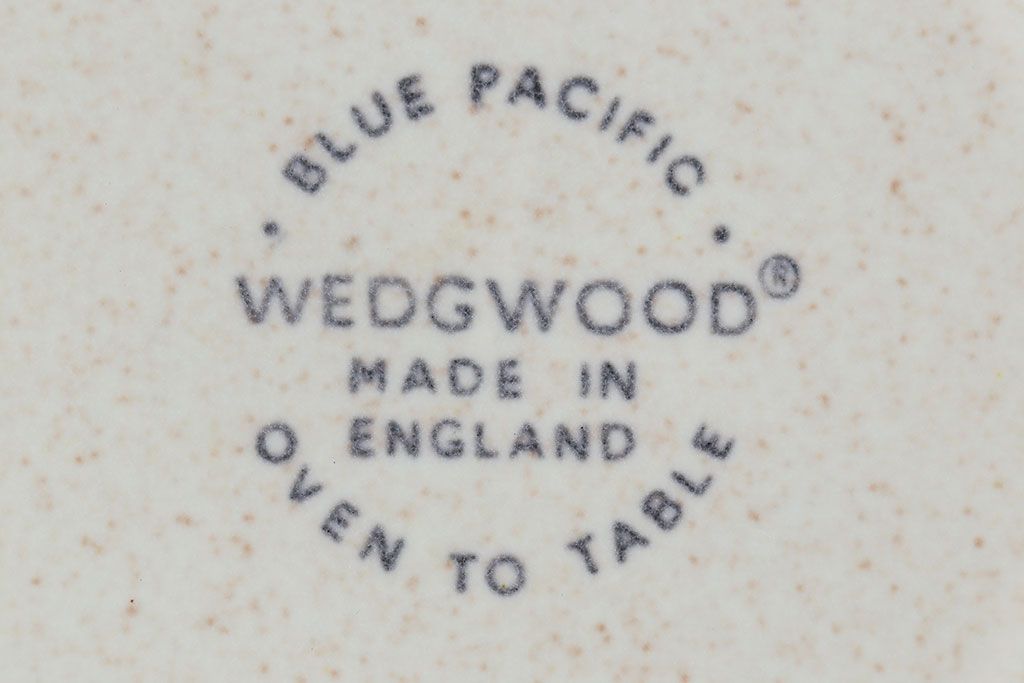 • BLUE PACIFIC •
WEDGWOOD®
MADE IN
ENGLAND
OVEN TO TABLE